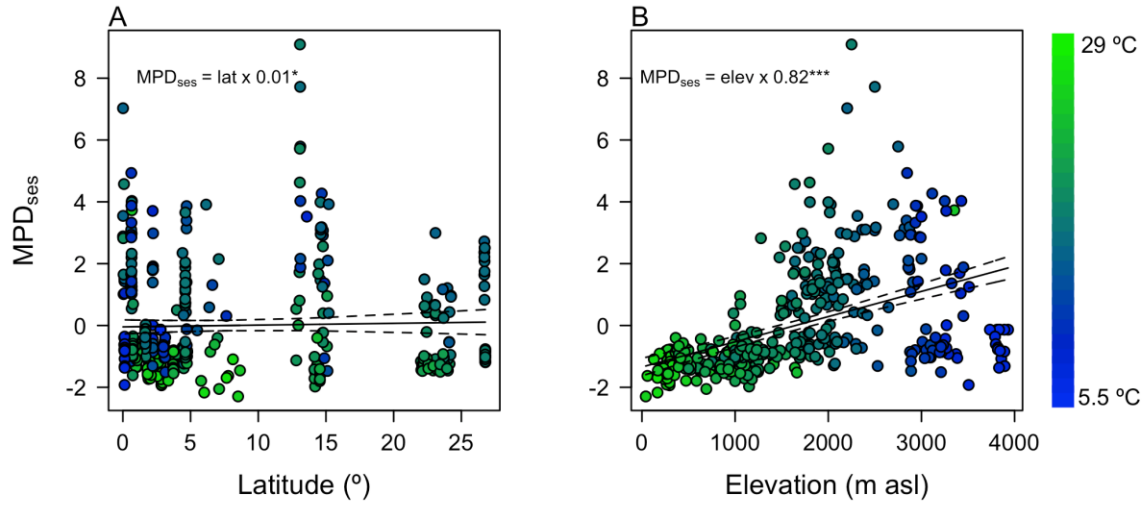 A
MPDses = lat x 0.01*
8
6
4
2
0
-2
MPDses
0 5 10 15 20 25
Latitude (º)
B
MPDses = elev x 0.82***
0 1000 2000 3000 4000
Elevation (m asl)
29 ºC
5.5 ºC